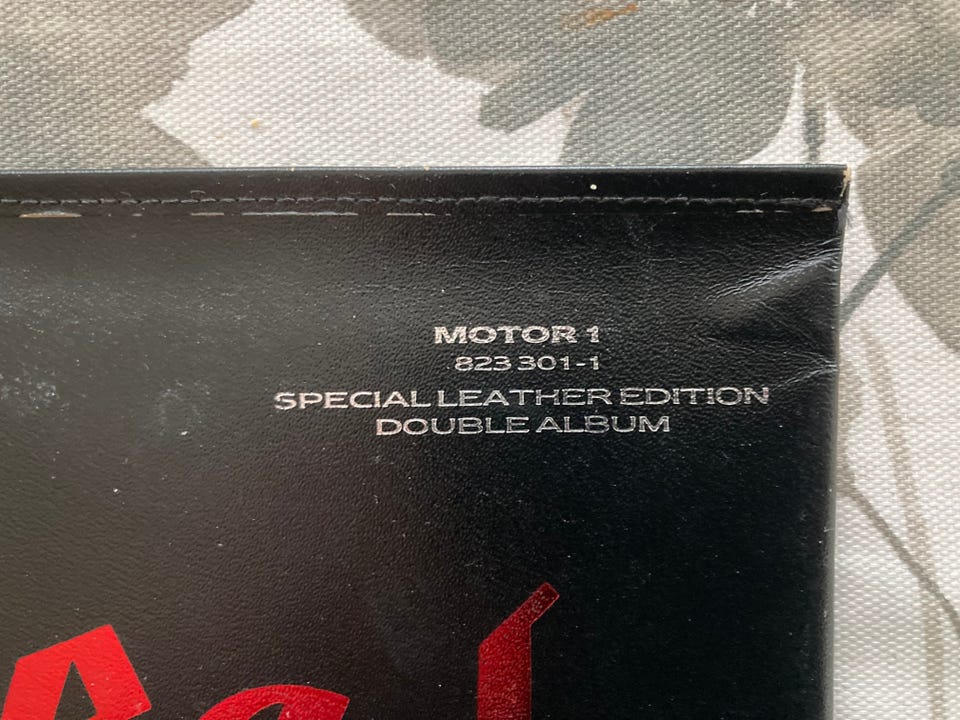 MOTOR 1
823 301-1
SPECIAL LEATHER EDITION
DOUBLE ALBUM